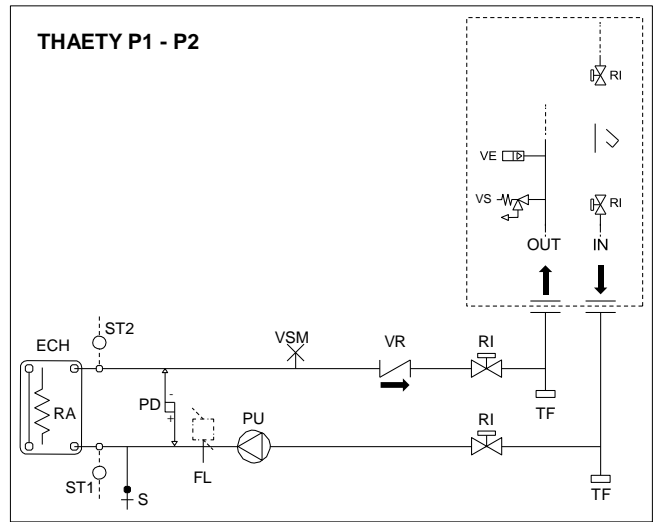 THAETY P1 - P2
RI
VE
VS
RI
OUT IN
ST2
ECH
VSM
VR
RI
RA
PD
-
+
PU
RI
TF
FL
ST1
S
TF